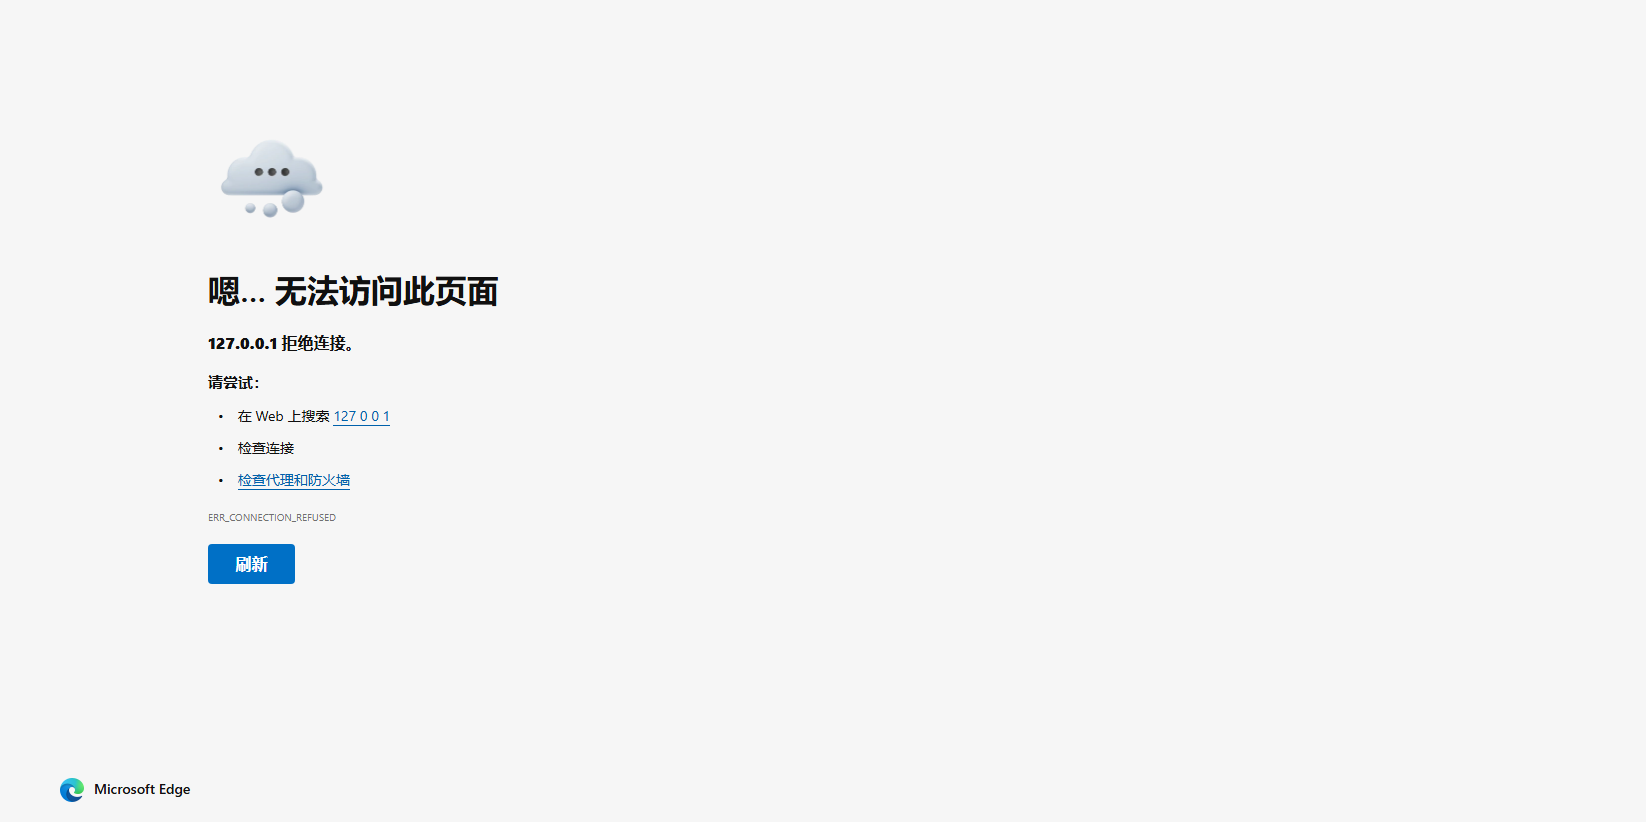 嗯… 无法访问此页面
127.0.0.1 拒绝连接。
请尝试：
• 在 Web 上搜索 127 0 0 1
• 检查连接
• 检查代理和防火墙
ERR_CONNECTION_REFUSED
刷新
Microsoft Edge